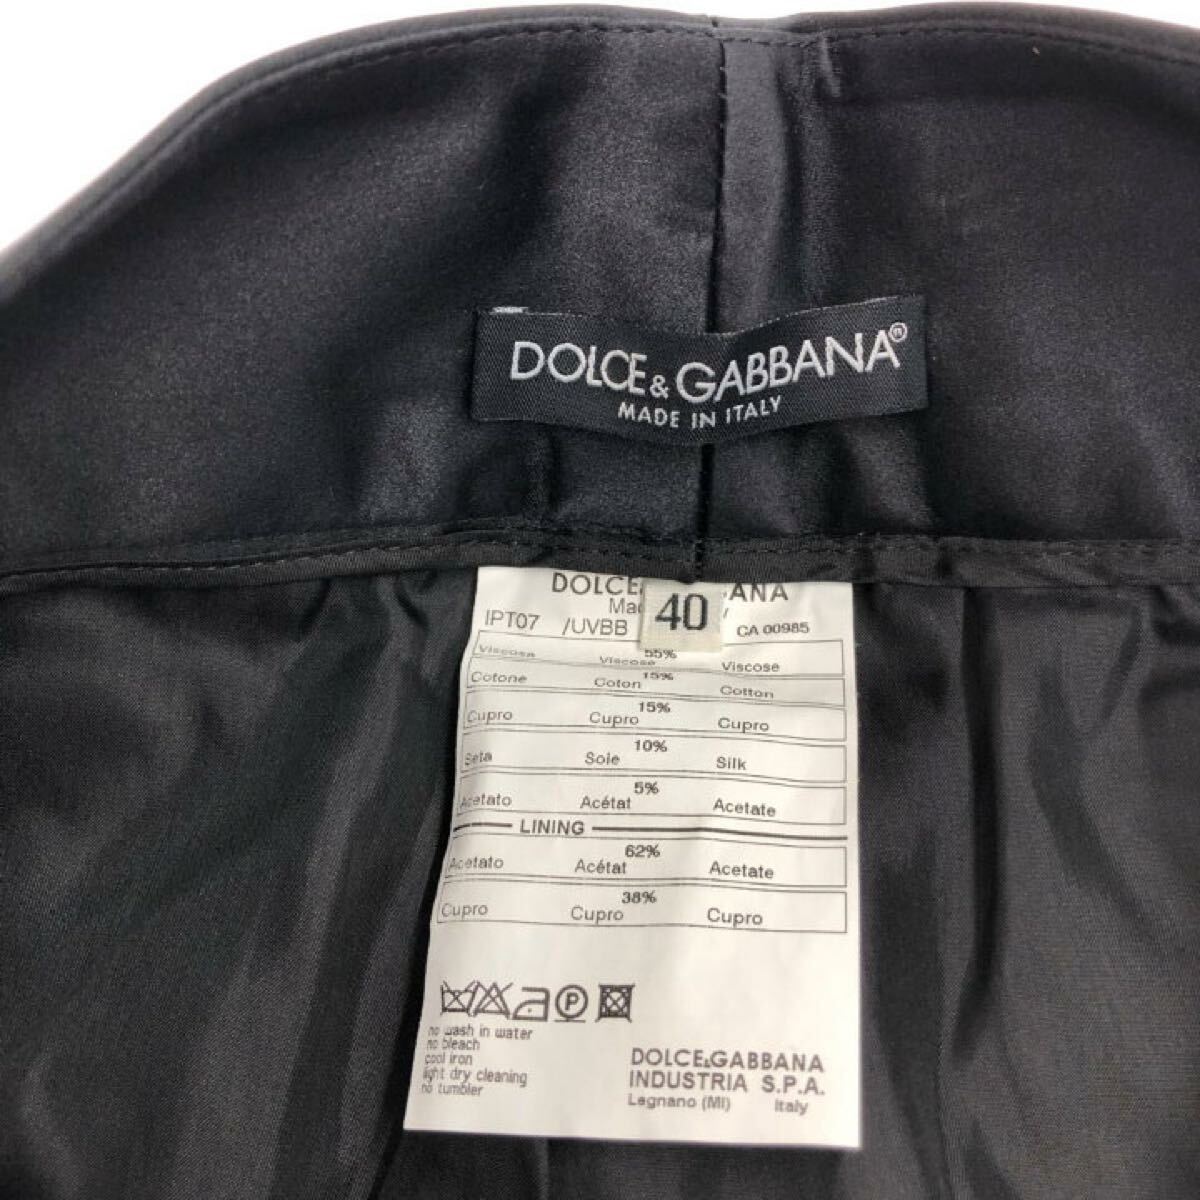 DOLCE & GABBANA®
MADE IN ITALY
DOLCE ANA
Ma
40
IPT07 /UVBB CA 00985
55%
Viscosa Viscose Viscose
15%
Cotone Coton Cotton
15%
Cupro Cupro Cupro
10%
Seta Soie Silk
5%
Acetato Acétat Acetate
LINING
62%
Acetato Acétat Acetate
38%
Cupro Cupro Cupro
P
no wash in water
no bleach
cool iron
light dry cleaning
no tumbler
DOLCE&GABBANA
INDUSTRIA S.P.A.
Legnano (MI) Italy